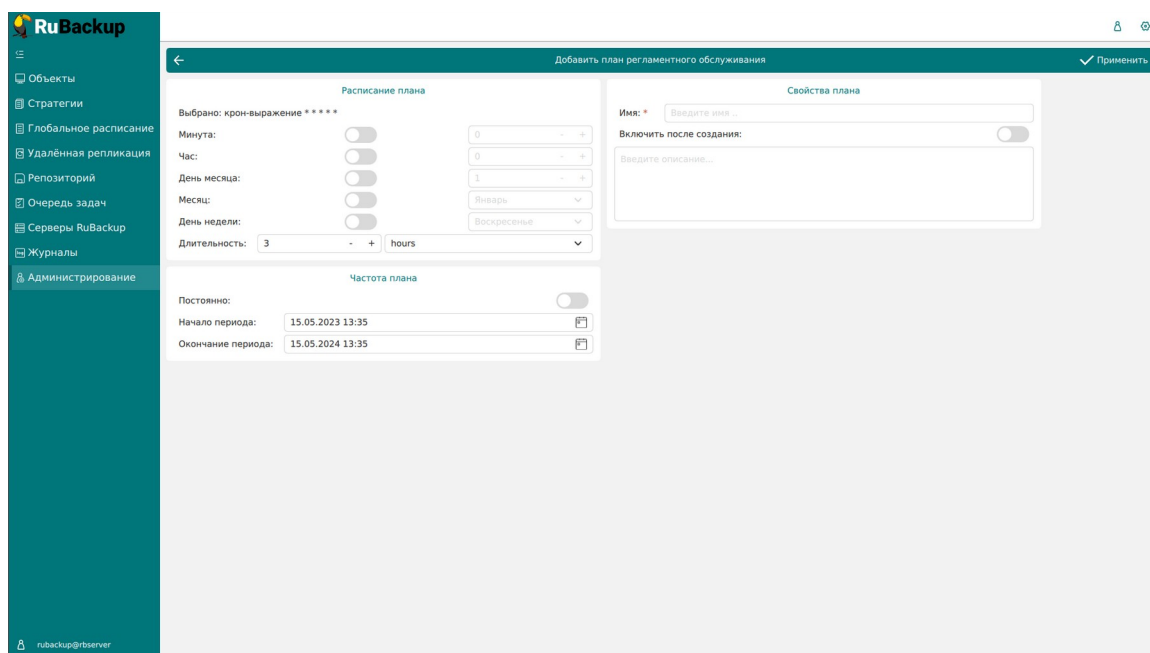 RuBackup
Объекты
Стратегии
Глобальное расписание
Удалённая репликация
Репозиторий
Очередь задач
Серверы RuBackup
Журналы
Администрирование
rubackup@rbserver
Добавить план регламентного обслуживания
Применить
Расписание плана
Выбрано: крон-выражение * * * * *
Минута: 0 - +
Час: 0 - +
День месяца: 1 - +
Месяц: Январь
День недели: Воскресенье
Длительность: 3 - + hours
Частота плана
Постоянно:
Начало периода: 15.05.2023 13:35
Окончание периода: 15.05.2024 13:35
Свойства плана
Имя: * Введите имя ..
Включить после создания:
Введите описание...